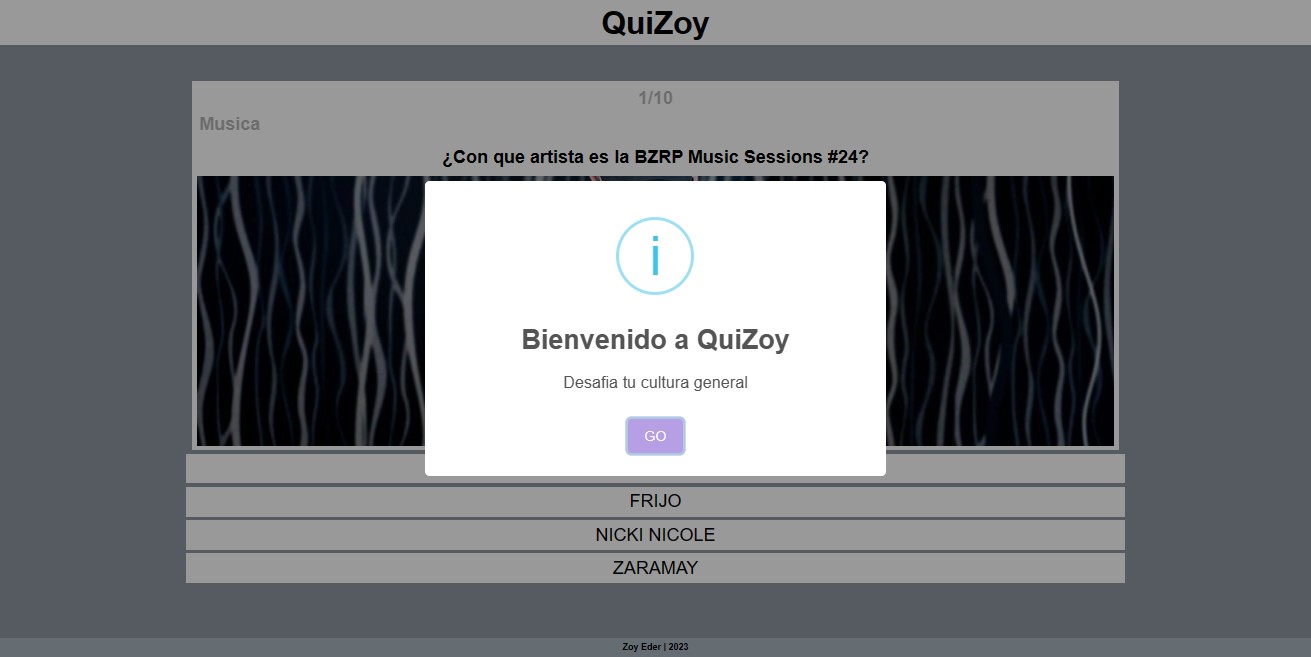 QuiZoy
1/10
Musica
¿Con que artista es la BZRP Music Sessions #24?
i
Bienvenido a QuiZoy
Desafia tu cultura general
GO
FRIJO
NICKI NICOLE
ZARAMAY
Zoy Eder | 2023